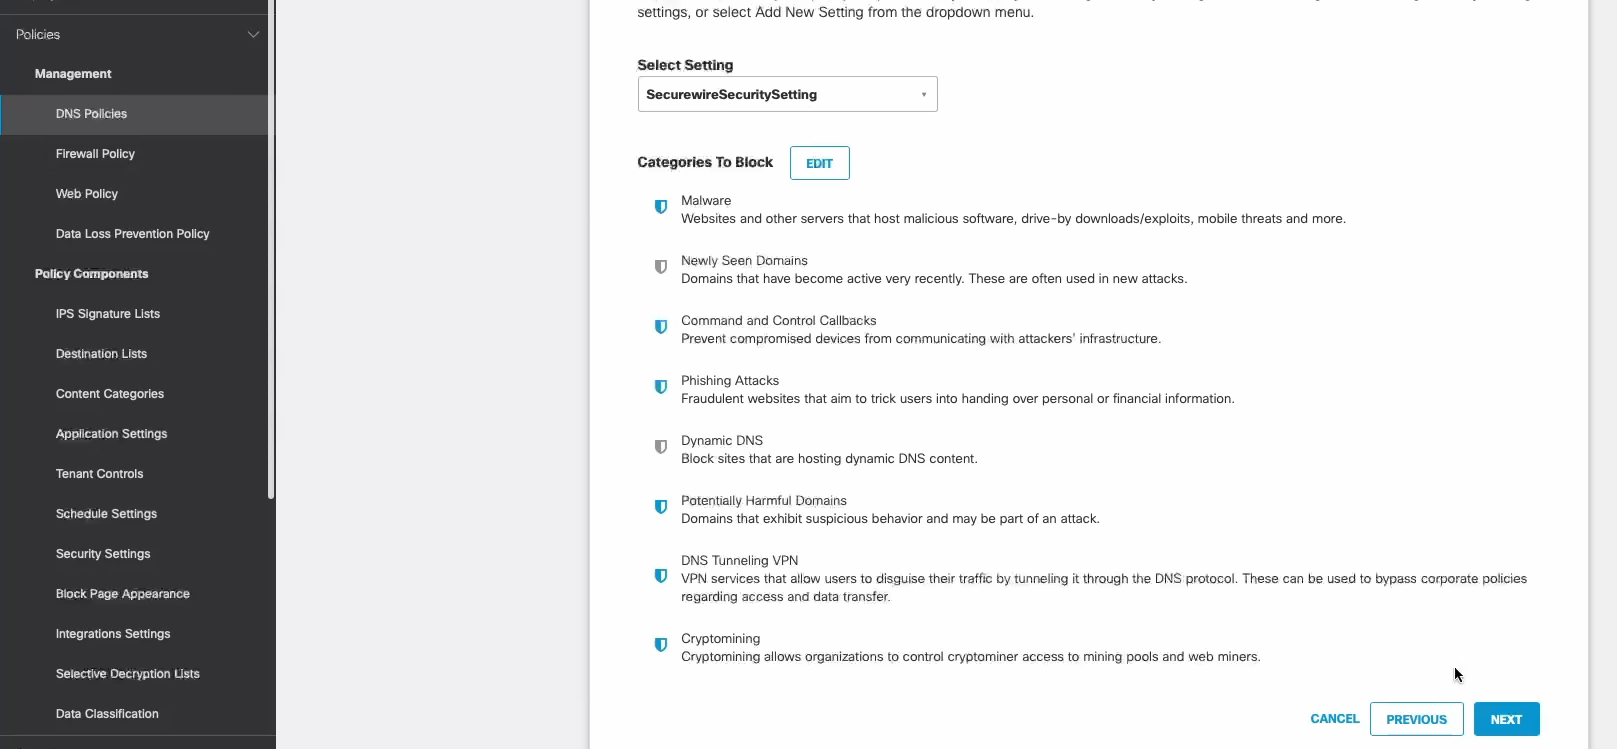 Policies
Management
DNS Policies
Firewall Policy
Web Policy
Data Loss Prevention Policy
Policy Components
IPS Signature Lists
Destination Lists
Content Categories
Application Settings
Tenant Controls
Schedule Settings
Security Settings
Block Page Appearance
Integrations Settings
Selective Decryption Lists
Data Classification
settings, or select Add New Setting from the dropdown menu.
Select Setting
SecurewireSecuritySetting
Categories To Block
EDIT
Malware
Websites and other servers that host malicious software, drive-by downloads/exploits, mobile threats and more.
Newly Seen Domains
Domains that have become active very recently. These are often used in new attacks.
Command and Control Callbacks
Prevent compromised devices from communicating with attackers' infrastructure.
Phishing Attacks
Fraudulent websites that aim to trick users into handing over personal or financial information.
Dynamic DNS
Block sites that are hosting dynamic DNS content.
Potentially Harmful Domains
Domains that exhibit suspicious behavior and may be part of an attack.
DNS Tunneling VPN
VPN services that allow users to disguise their traffic by tunneling it through the DNS protocol. These can be used to bypass corporate policies
regarding access and data transfer.
Cryptomining
Cryptomining allows organizations to control cryptominer access to mining pools and web miners.
CANCEL
PREVIOUS
NEXT